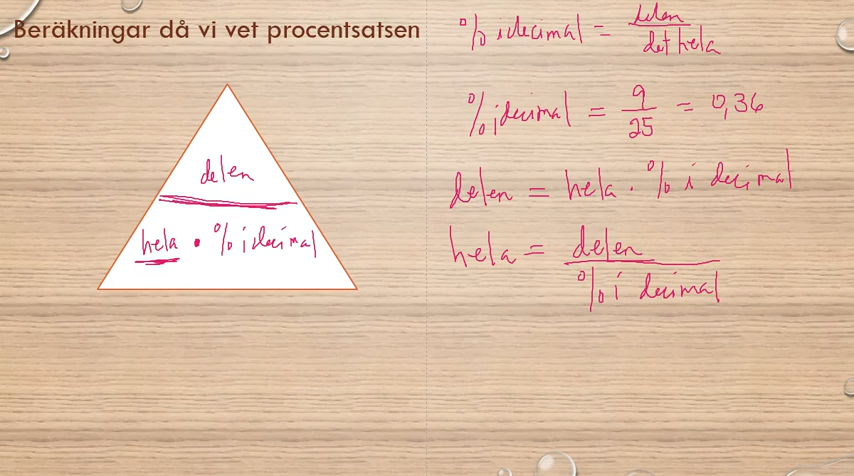 Beräkningar då vi vet procentsatsen
delen
hela • % i decimal
% i decimal = delen / det hela
% i decimal = 9 / 25 = 0,36
delen = hela · % i decimal
hela = delen / % i decimal